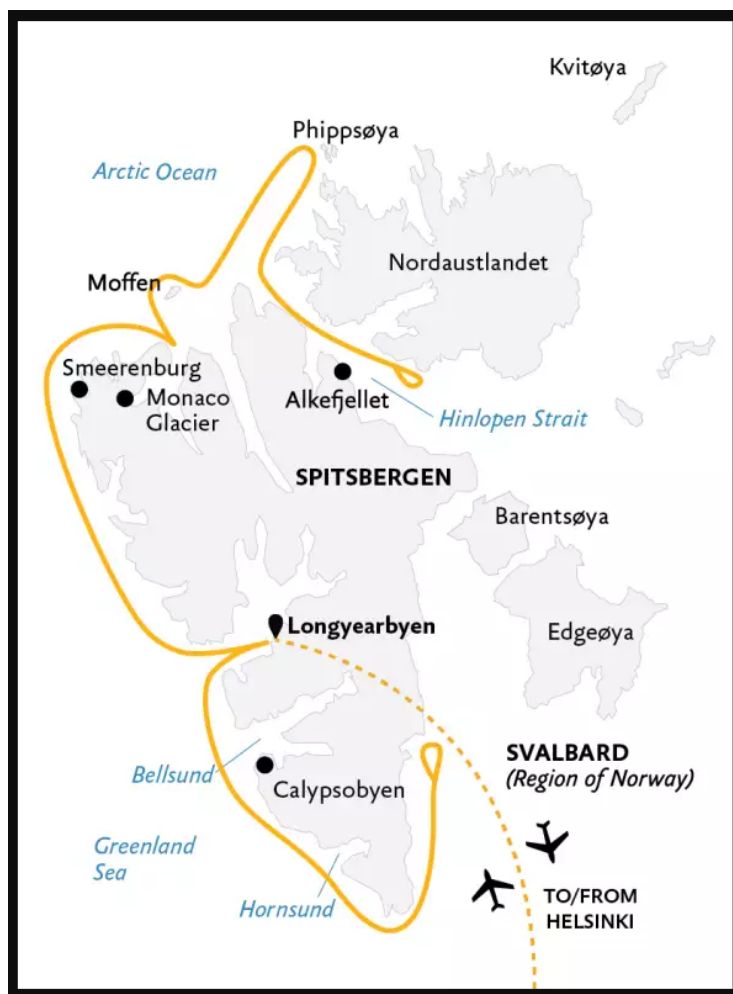 Kvitøya
Phippsøya
Arctic Ocean
Nordaustlandet
Moffen
Smeerenburg
Monaco
Glacier
Alkefjellet
Hinlopen Strait
SPITSBERGEN
Barentsøya
Longyearbyen
Edgeøya
SVALBARD
(Region of Norway)
Bellsund
Calypsobyen
Greenland
Sea
Hornsund
TO/FROM
HELSINKI